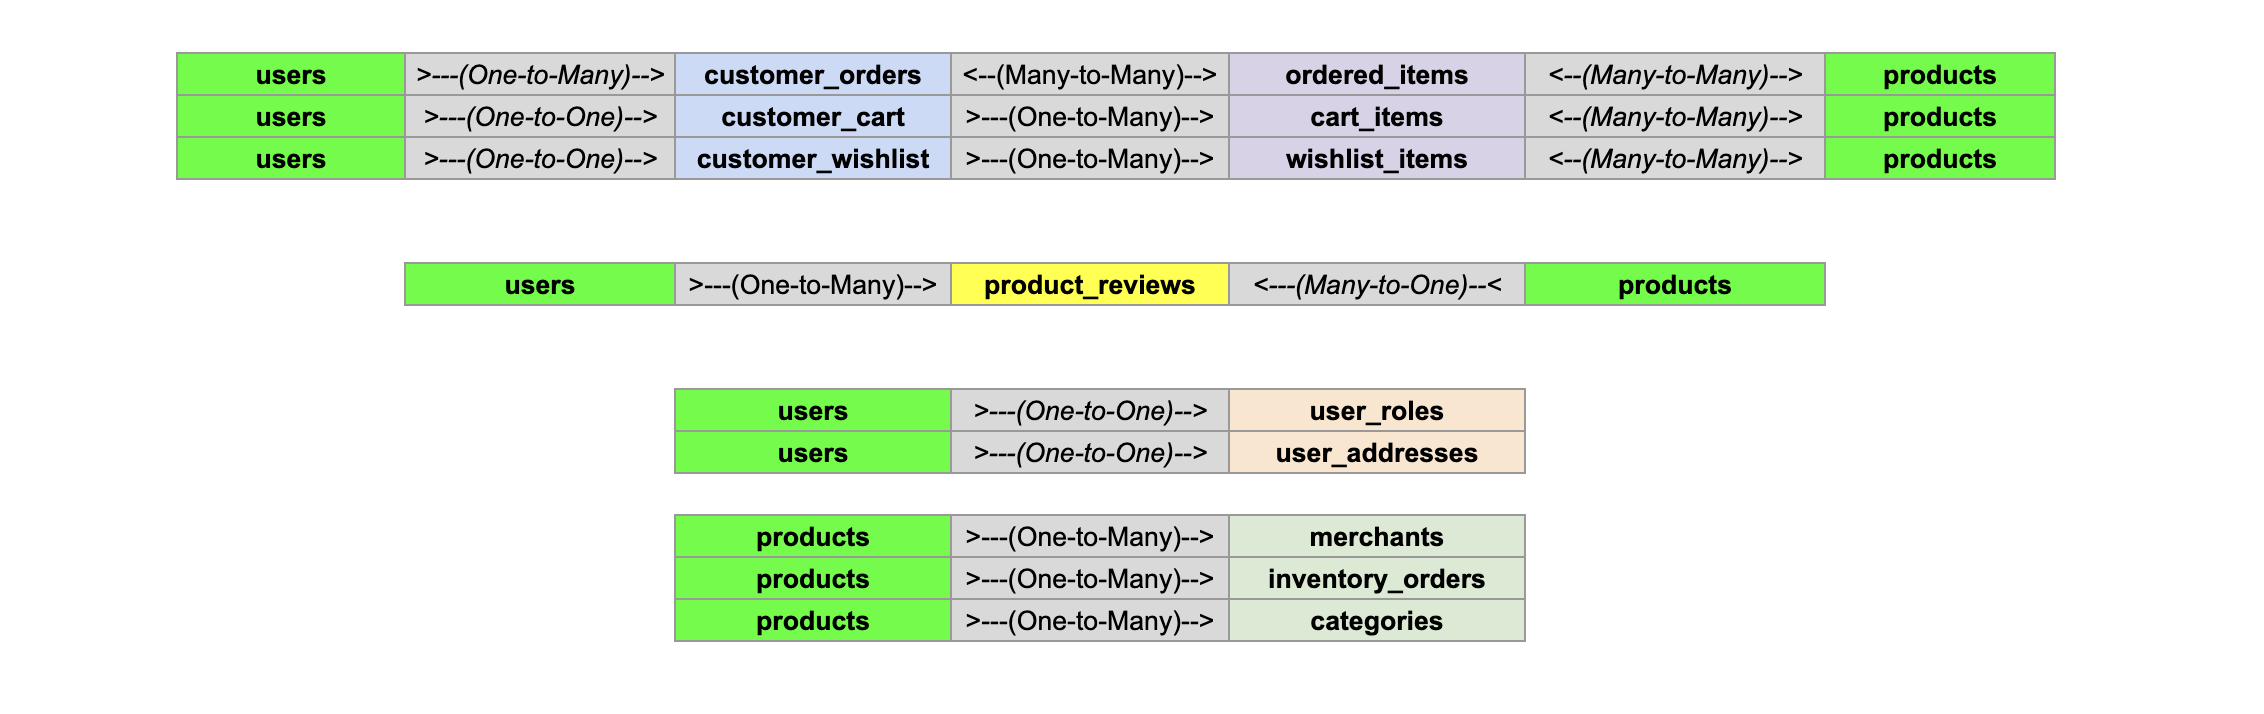 users >---(One-to-Many)--> customer_orders <--(Many-to-Many)--> ordered_items <--(Many-to-Many)--> products
users >---(One-to-One)--> customer_cart >---(One-to-Many)--> cart_items <--(Many-to-Many)--> products
users >---(One-to-One)--> customer_wishlist >---(One-to-Many)--> wishlist_items <--(Many-to-Many)--> products
users >---(One-to-Many)--> product_reviews <---(Many-to-One)--< products
users >---(One-to-One)--> user_roles
users >---(One-to-One)--> user_addresses
products >---(One-to-Many)--> merchants
products >---(One-to-Many)--> inventory_orders
products >---(One-to-Many)--> categories